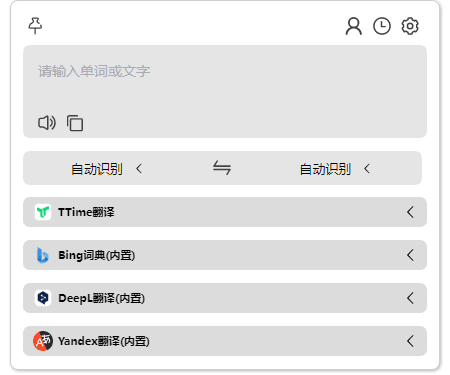 请输入单词或文字
自动识别 自动识别
TTime翻译
Bing词典(内置)
DeepL翻译(内置)
Yandex翻译(内置)